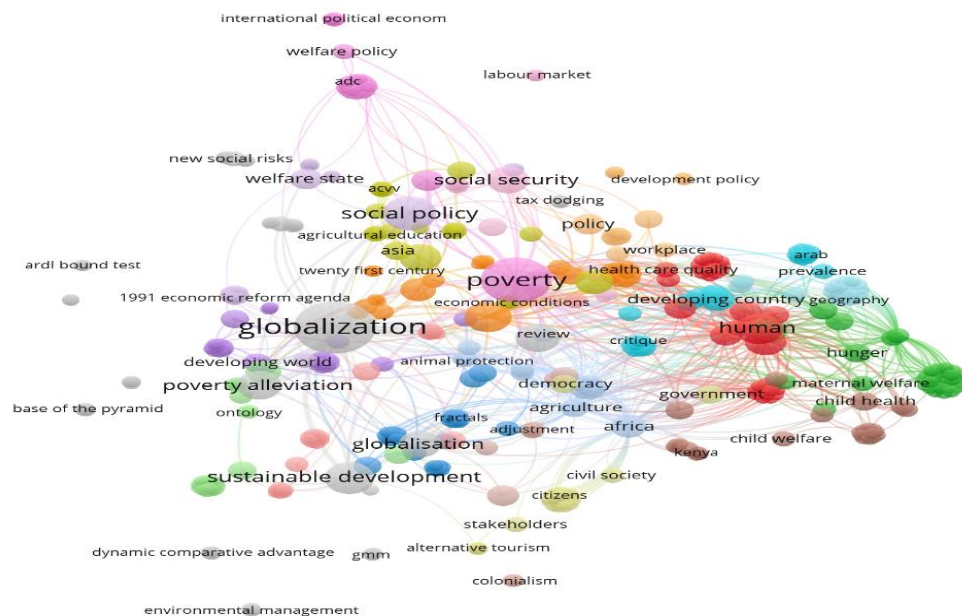 international political econom
welfare policy
labour market
adc
new social risks
welfare state
social security
development policy
acvv
tax dodging
social policy
policy
agricultural education
asia
workplace
arab
ardl bound test
twenty first century
health care quality
prevalence
poverty
1991 economic reform agenda
economic conditions
developing country
geography
globalization
human
review
critique
hunger
developing world
animal protection
poverty alleviation
democracy
maternal welfare
government
child health
base of the pyramid
ontology
agriculture
fractals
adjustment
africa
globalisation
child welfare
kenya
sustainable development
civil society
citizens
stakeholders
dynamic comparative advantage
gmm
alternative tourism
colonialism
environmental management